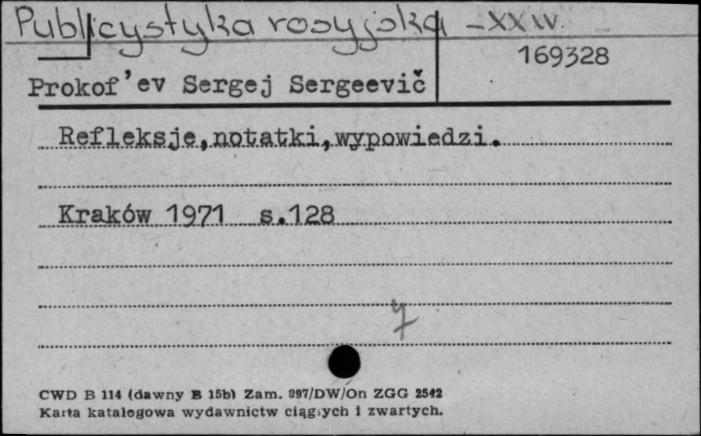 Publicystyka rosyjska - XX w.
169328
Prokof'ev Sergej Sergeevič
Refleksje,notatki,wypowiedzi.
Kraków 1971 s.128
CWD B 114 (dawny B 15b) Zam. 997/DW/On ZGG 2542
Karta katalogowa wydawnictw ciągłych i zwartych.